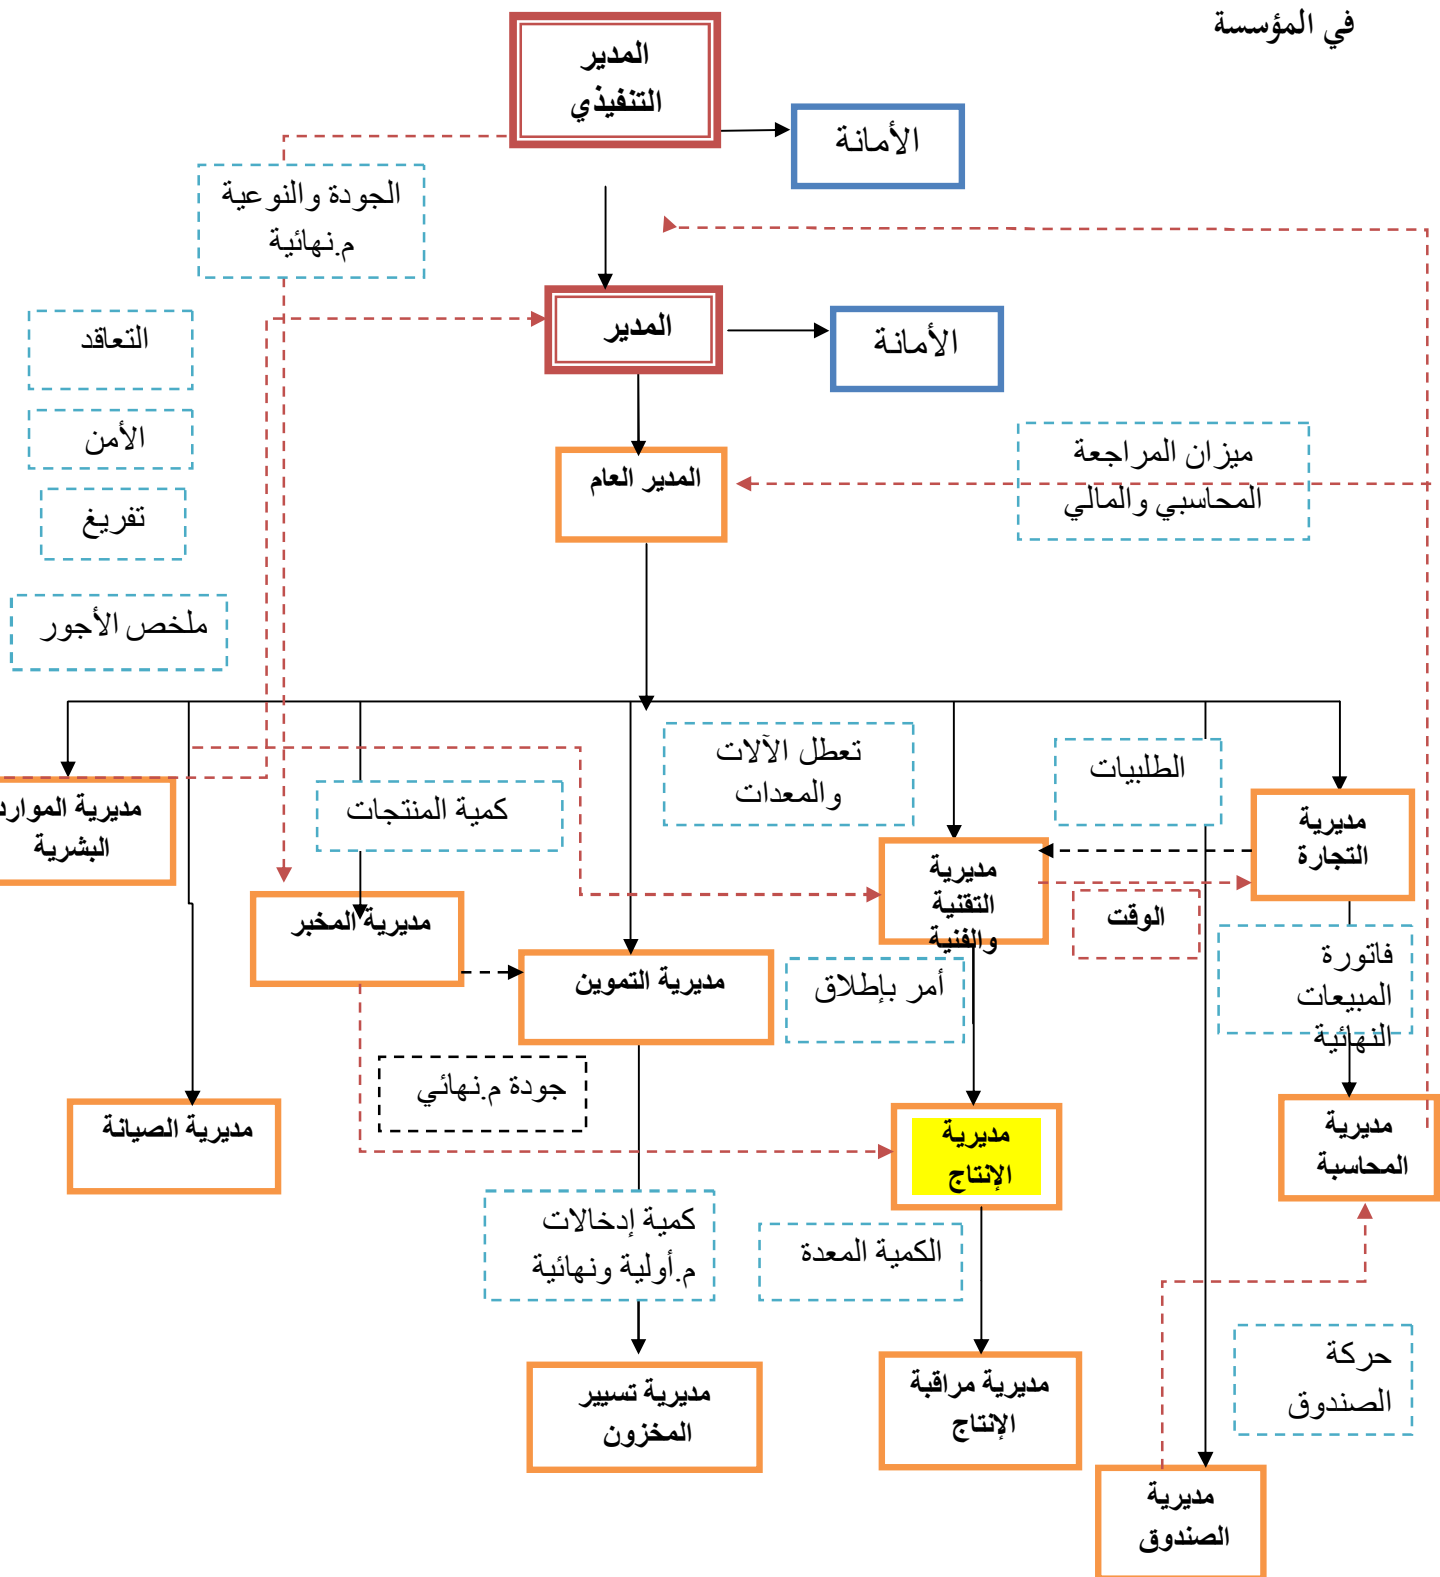 في المؤسسة
المدير
التنفيذي
الأمانة
الجودة والنوعية
م.نهائية
التعاقد
المدير
الأمانة
الأمن
ميزان المراجعة
المحاسبي والمالي
المدير العام
تفريغ
ملخص الأجور
تعطل الآلات
والمعدات
الطلبيات
كمية المنتجات
مديرية الموارد
البشرية
مديرية
التجارة
مديرية
التقنية
والفنية
الوقت
مديرية المخبر
مديرية التموين
أمر بإطلاق
فاتورة
المبيعات
النهائية
جودة م.نهائي
مديرية الصيانة
مديرية
الإنتاج
مديرية
المحاسبة
كمية إدخالات
م.أولية ونهائية
الكمية المعدة
حركة
الصندوق
مديرية تسيير
المخزون
مديرية مراقبة
الإنتاج
مديرية
الصندوق